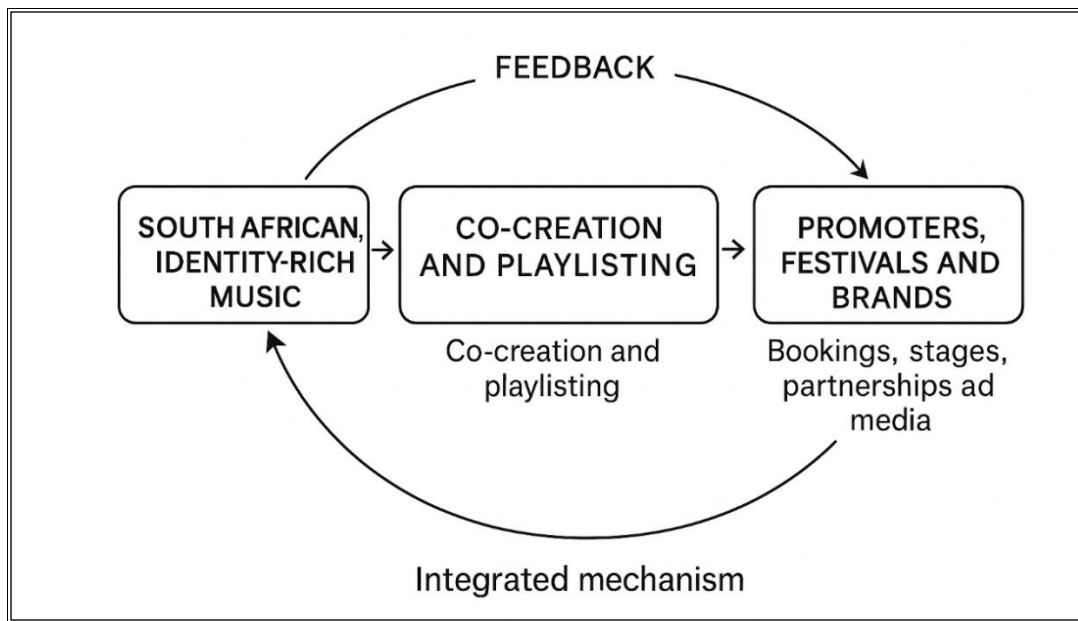 FEEDBACK
SOUTH AFRICAN,
IDENTITY-RICH
MUSIC
CO-CREATION
AND PLAYLISTING
PROMOTERS,
FESTIVALS AND
BRANDS
Co-creation and
playlisting
Bookings, stages,
partnerships ad
media
Integrated mechanism